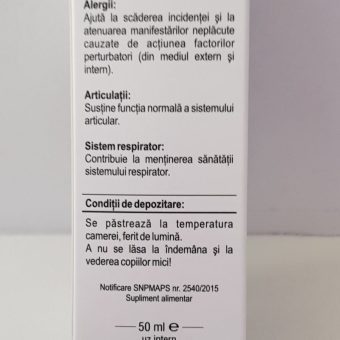 Alergii:
Ajută la scăderea incidenței și la
atenuarea manifestărilor neplăcute
cauzate de acțiunea factorilor
perturbatori (din mediul extern și
intern).
Articulații:
Susține funcția normală a sistemului
articular.
Sistem respirator:
Contribuie la menținerea sănătății
sistemului respirator.
Condiții de depozitare:
Se păstrează la temperatura
camerei, ferit de lumină.
A nu se lăsa la îndemâna și la
vederea copiilor mici!
Notificare SNPMAPS nr. 2540/2015
Supliment alimentar
50 ml e
uz intern